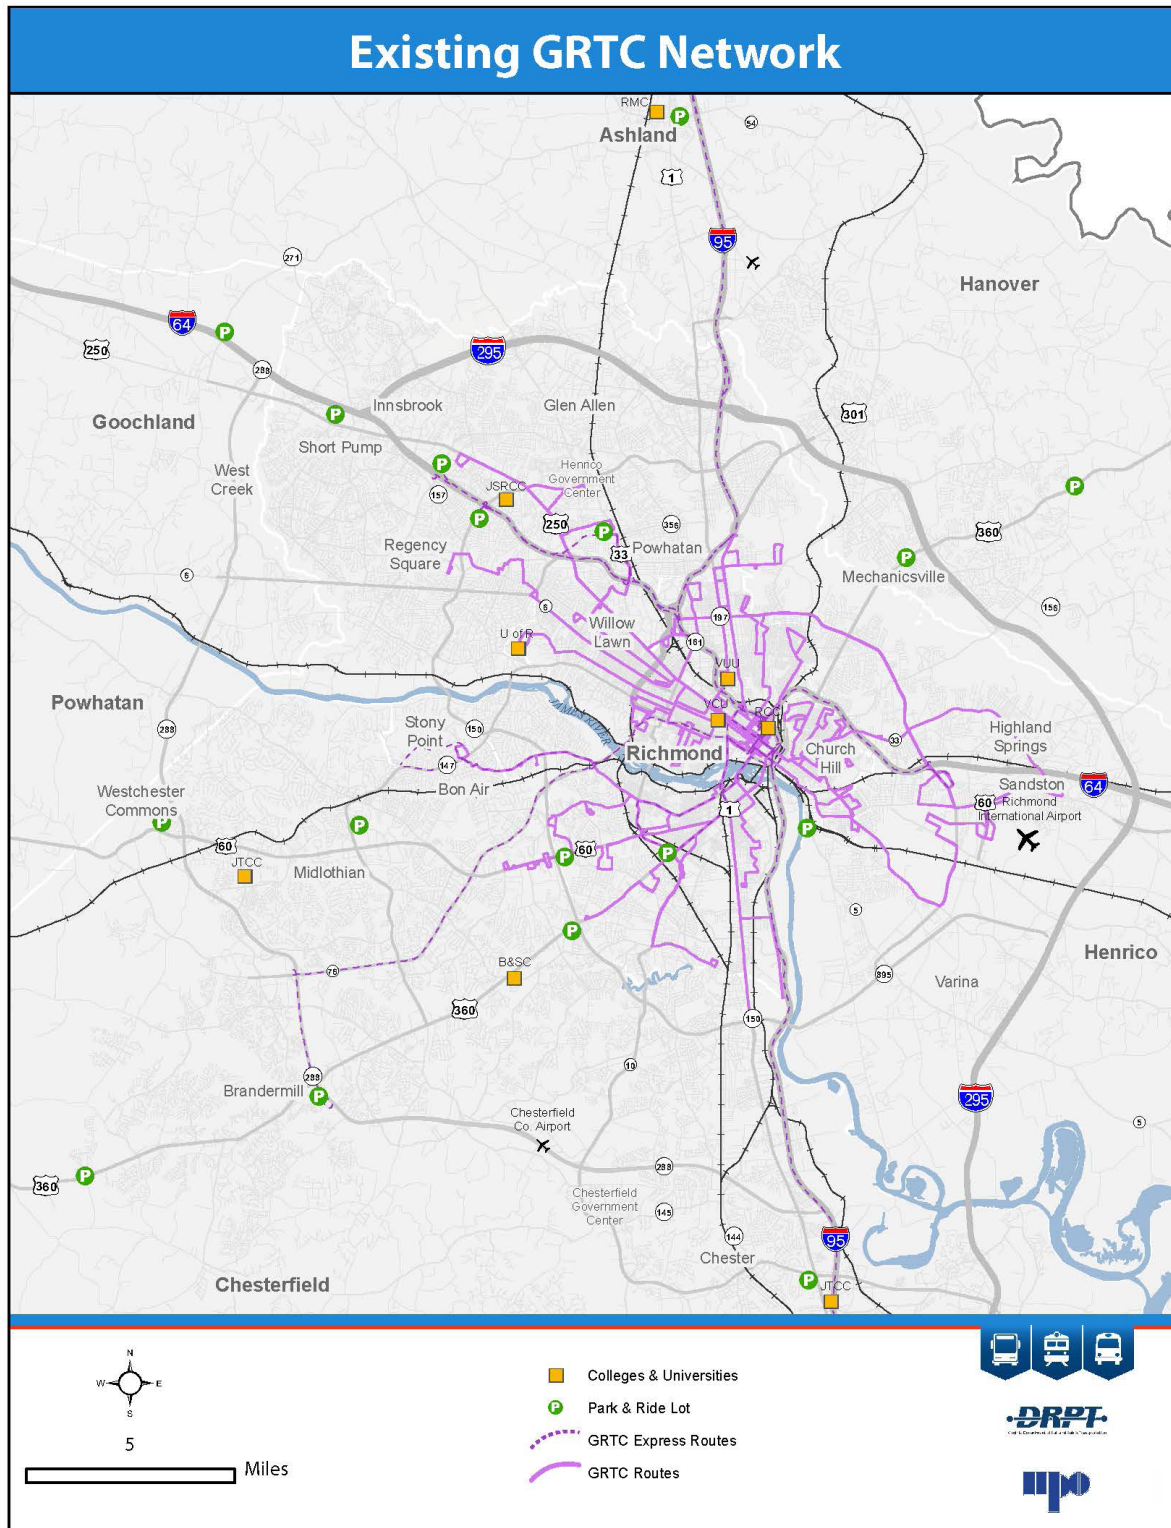 Existing GRTC Network
RMC
Ashland
54
1
95
271
Hanover
64
250
295
288
Innsbrook
Glen Allen
301
Goochland
Short Pump
West
Creek
Henrico
Government
Center
157
JSRCC
250
356
360
33
Powhatan
Regency
Square
Mechanicsville
6
6
156
197
Willow
Lawn
U of R
161
VUU
Powhatan
VCU
RCC
JAMES RIVER
288
Stony
Point
150
Highland
Springs
33
Richmond
Church
Hill
147
Bon Air
Sandston
64
Westchester
Commons
1
60
Richmond
International Airport
60
60
JTCC
Midlothian
5
Henrico
B&SC
76
895
Varina
360
150
10
288
Brandermill
295
Chesterfield
Co. Airport
5
360
288
Chesterfield
Government
Center
145
144
95
Chester
Chesterfield
JTCC
N
W E
S
5
Miles
Colleges & Universities
P Park & Ride Lot
GRTC Express Routes
GRTC Routes
DRPT
mpo